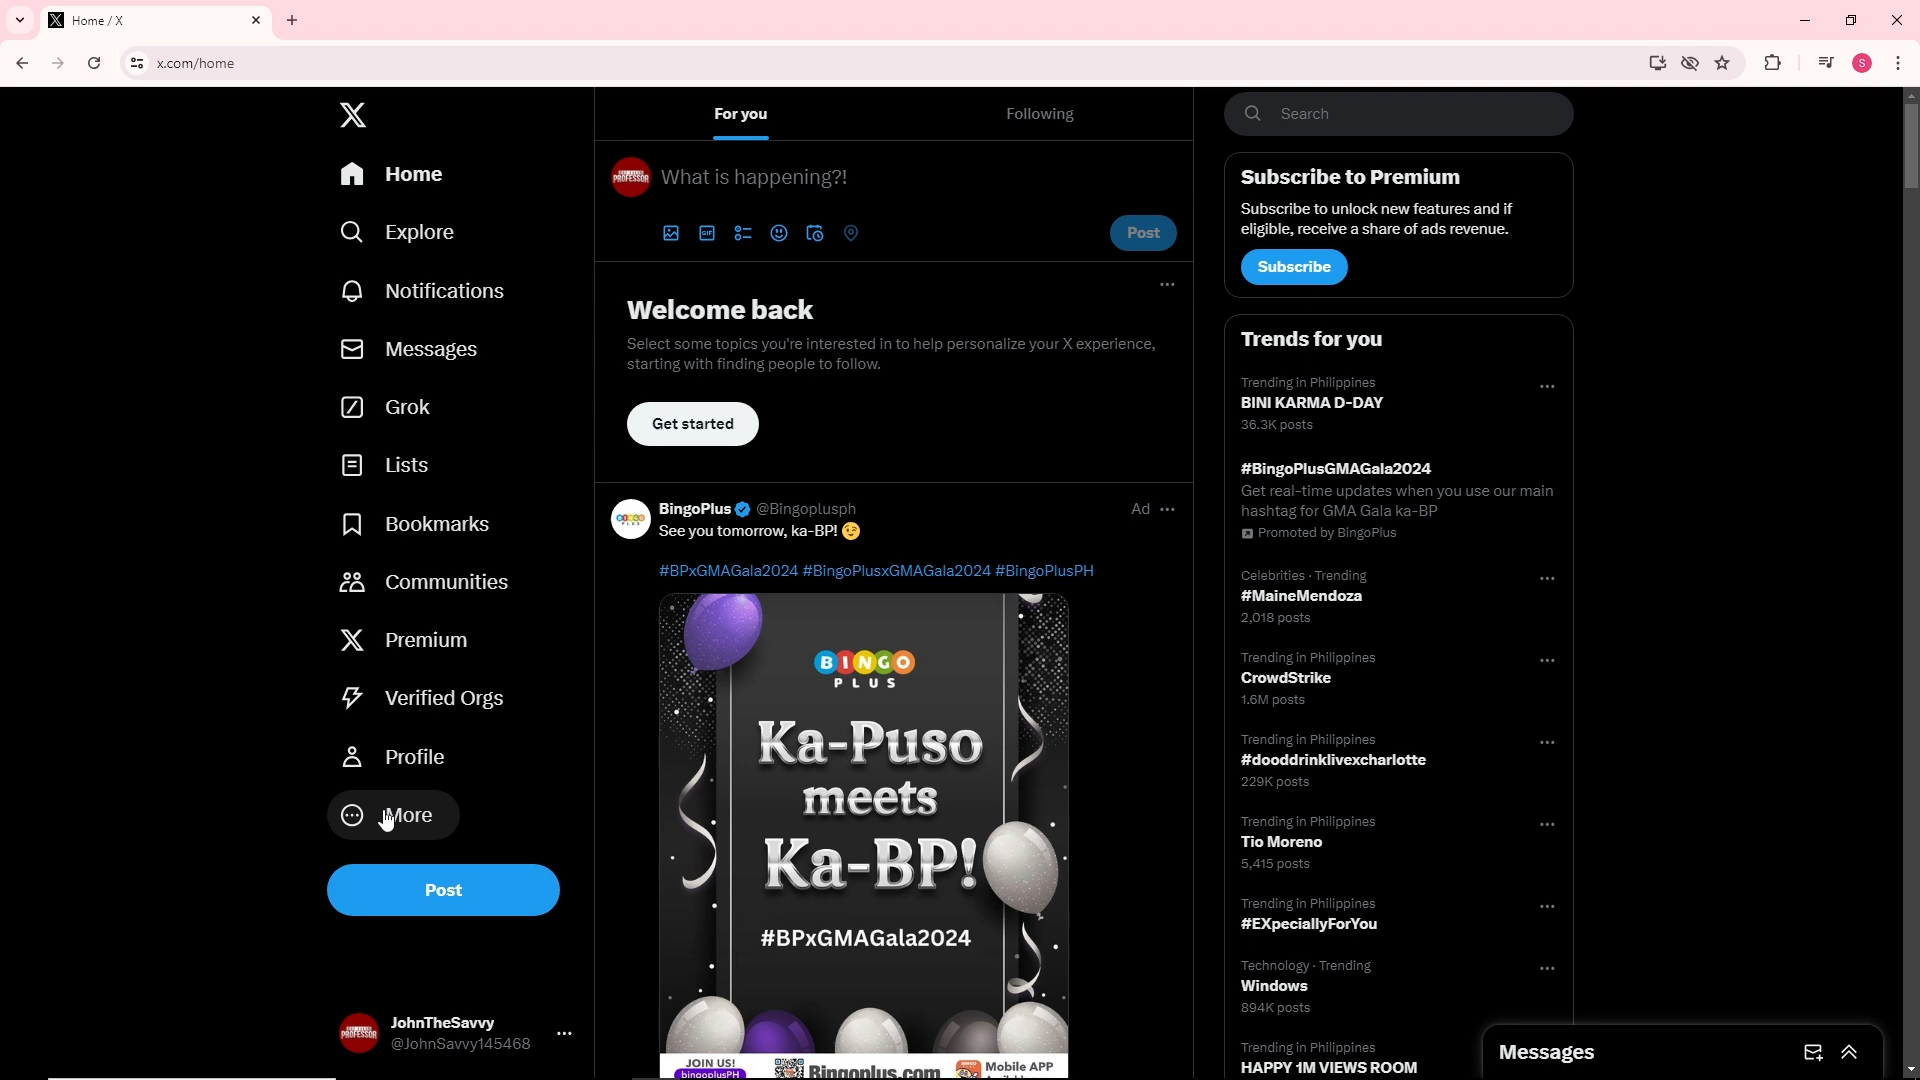 Home / X
x.com/home
S
Home
Explore
Notifications
Messages
Grok
Lists
Bookmarks
Communities
Premium
Verified Orgs
Profile
More
Post
JohnTheSavvy
@JohnSavvy145468
For you
Following
PROFESSOR
What is happening?!
GIF
Post
Welcome back
Select some topics you're interested in to help personalize your X experience,
starting with finding people to follow.
Get started
BingoPlus @Bingoplusph
Ad
See you tomorrow, ka-BP! 😉
#BPxGMAGala2024 #BingoPlusxGMAGala2024 #BingoPlusPH
BINGO
PLUS
Ka-Puso
meets
Ka-BP!
#BPxGMAGala2024
JOIN US!
bingoplusPH
Bingoplus.com
Mobile APP
Search
Subscribe to Premium
Subscribe to unlock new features and if
eligible, receive a share of ads revenue.
Subscribe
Trends for you
Trending in Philippines
BINI KARMA D-DAY
36.3K posts
#BingoPlusGMAGala2024
Get real-time updates when you use our main
hashtag for GMA Gala ka-BP
Promoted by BingoPlus
Celebrities · Trending
#MaineMendoza
2,018 posts
Trending in Philippines
CrowdStrike
1.6M posts
Trending in Philippines
#dooddrinklivexcharlotte
229K posts
Trending in Philippines
Tio Moreno
5,415 posts
Trending in Philippines
#EXpeciallyForYou
Technology · Trending
Windows
894K posts
Trending in Philippines
HAPPY 1M VIEWS ROOM
Messages